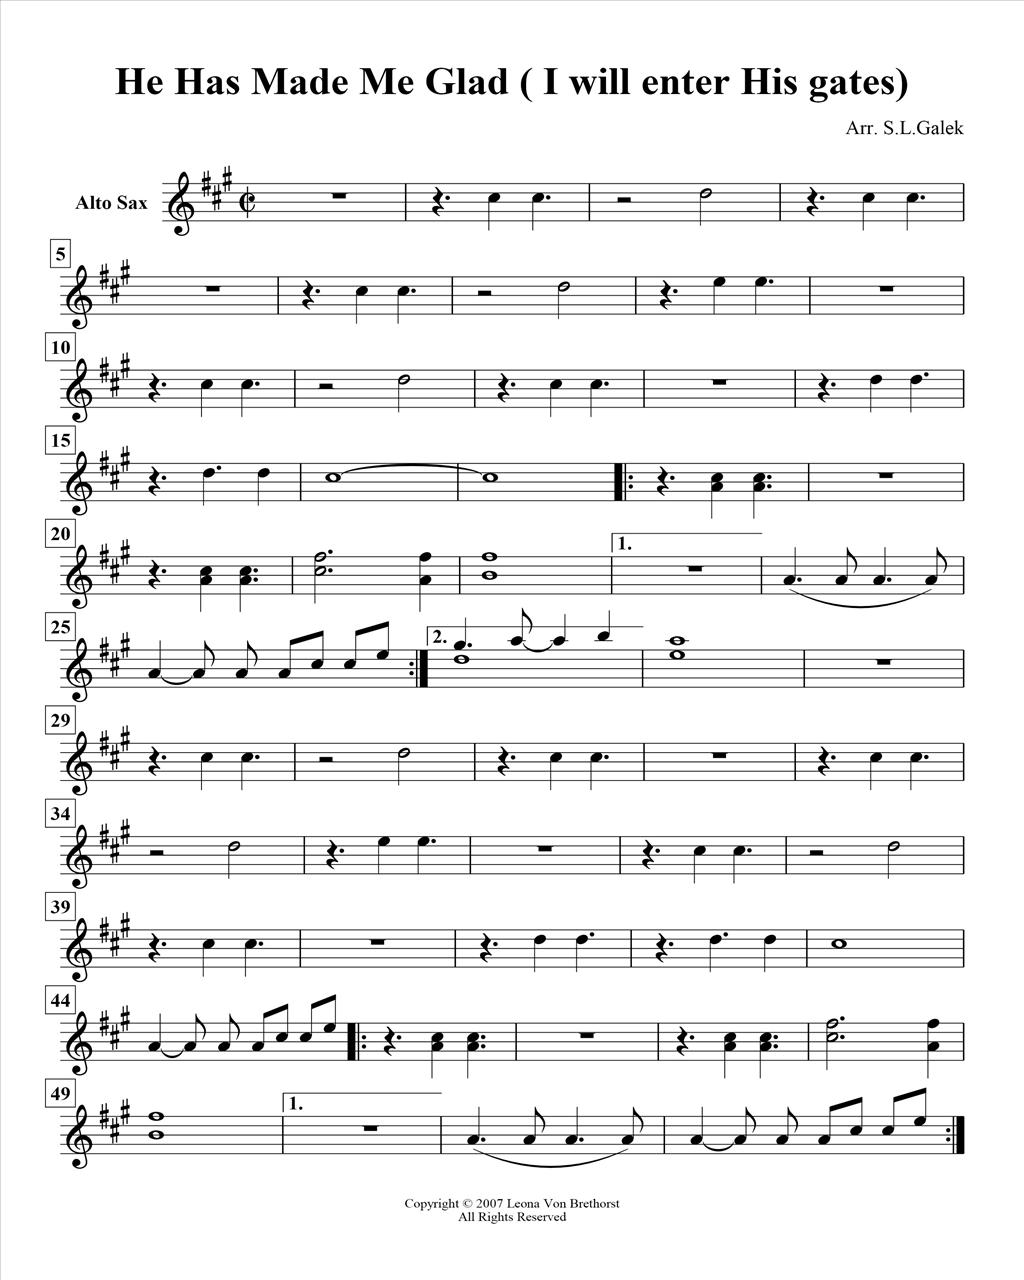 He Has Made Me Glad ( I will enter His gates)
Arr. S.L.Galek
Alto Sax
5
10
15
20
1.
25
2.
29
34
39
44
49
1.
Copyright © 2007 Leona Von Brethorst
All Rights Reserved